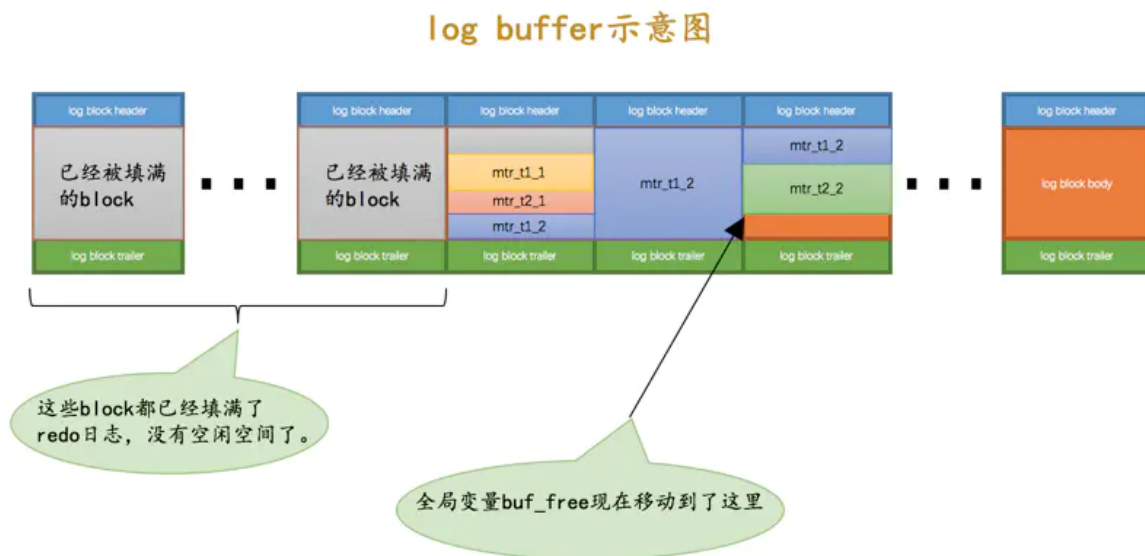 log buffer示意图
log block header
log block header
log block header
log block header
log block header
log block header
已经被填满
的block
已经被填满
的block
mtr_t1_1
mtr_t2_1
mtr_t1_2
mtr_t1_2
mtr_t1_2
mtr_t2_2
log block body
log block trailer
log block trailer
log block trailer
log block trailer
log block trailer
log block trailer
这些block都已经填满了
redo日志，没有空闲空间了。
全局变量buf_free现在移动到了这里